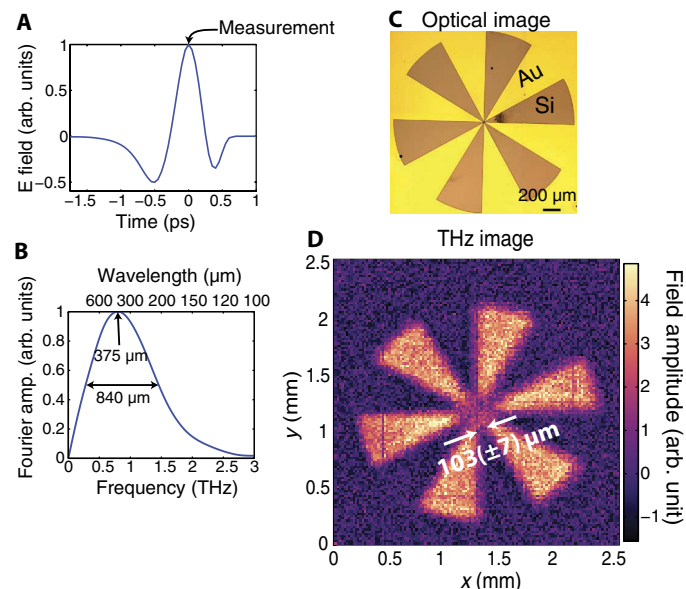 A
Measurement
E field (arb. units)
1
0.5
0
−0.5
−1.5 −1 −0.5 0 0.5 1
Time (ps)
B
Wavelength (µm)
600 300 200 150 120 100
Fourier amp. (arb. units)
1
0.8
0.6
0.4
0.2
0
375 µm
840 µm
0 0.5 1 1.5 2 2.5 3
Frequency (THz)
C Optical image
Au
Si
200 µm
D THz image
y (mm)
2.5
2
1.5
1
0.5
0
103(±7) µm
0 0.5 1 1.5 2 2.5
x (mm)
4
3
2
1
0
−1
Field amplitude (arb. unit)